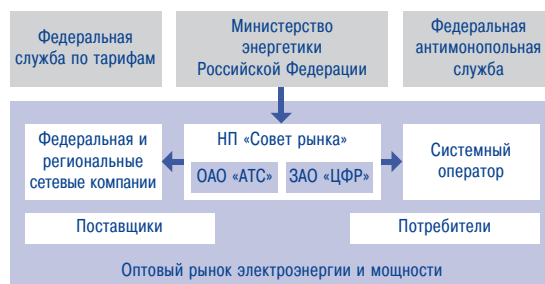 Федеральная
служба по тарифам
Министерство
энергетики
Российской Федерации
Федеральная
антимонопольная
служба
Федеральная и
региональные
сетевые компании
НП «Совет рынка»
ОАО «АТС»
ЗАО «ЦФР»
Системный
оператор
Поставщики
Потребители
Оптовый рынок электроэнергии и мощности